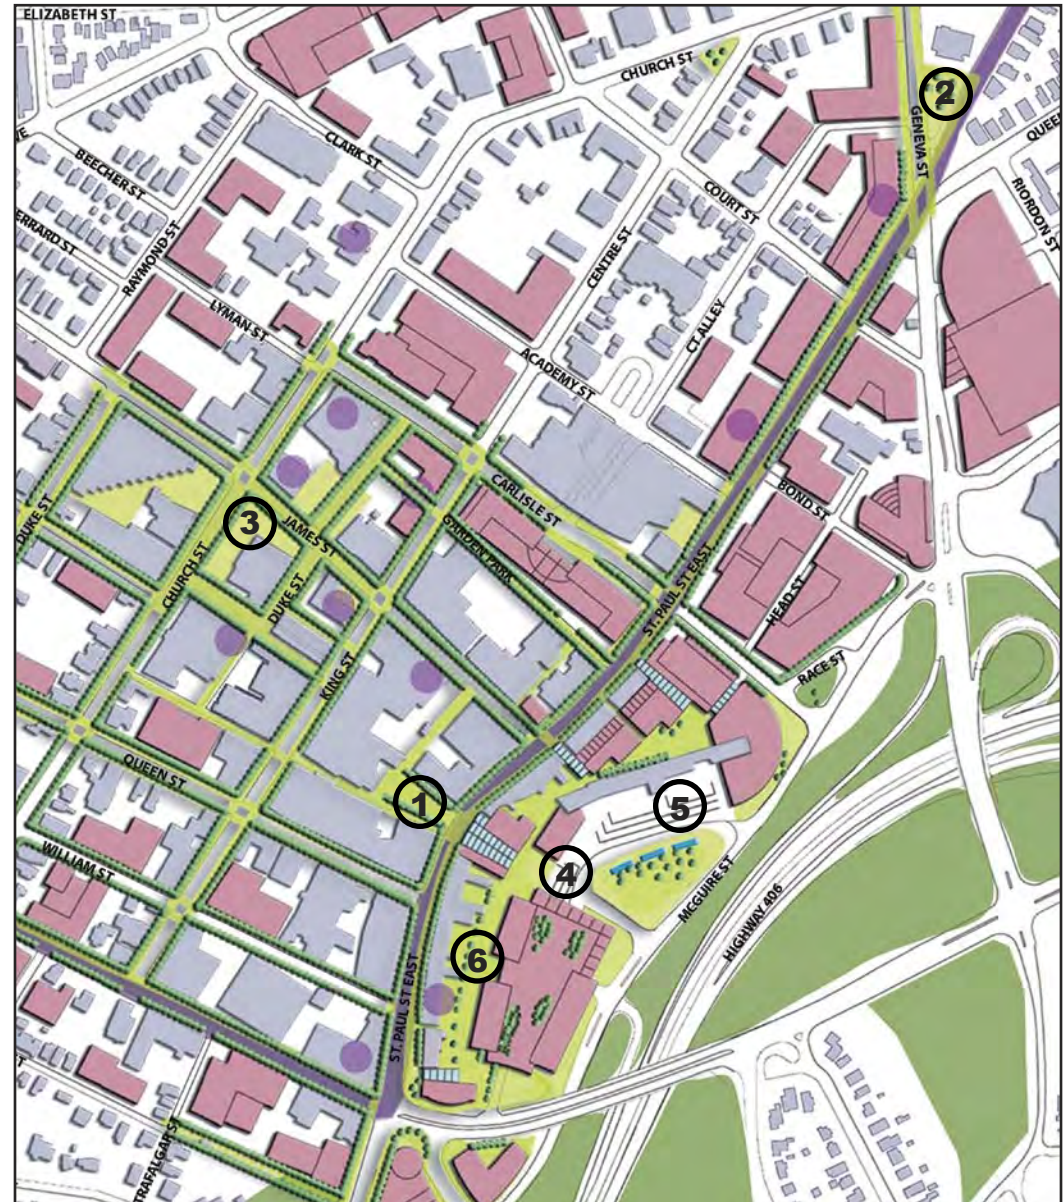 ELIZABETH ST
CHURCH ST
2
GENEVA ST
CLARK ST
BEECHER ST
RIORDON ST
COURT ST
RAYMOND ST
CENTRE ST
LYMAN ST
CT ALLEY
ACADEMY ST
CARLISLE ST
BOND ST
DUKE ST
3
JAMES ST
GARDEN PARK
ST. PAUL ST EAST
HEAD ST
CHURCH ST
DUKE ST
RACE ST
KING ST
QUEEN ST
1
5
WILLIAM ST
4
MCGUIRE ST
HIGHWAY 406
6
ST. PAUL ST EAST
TRAFALGAR ST